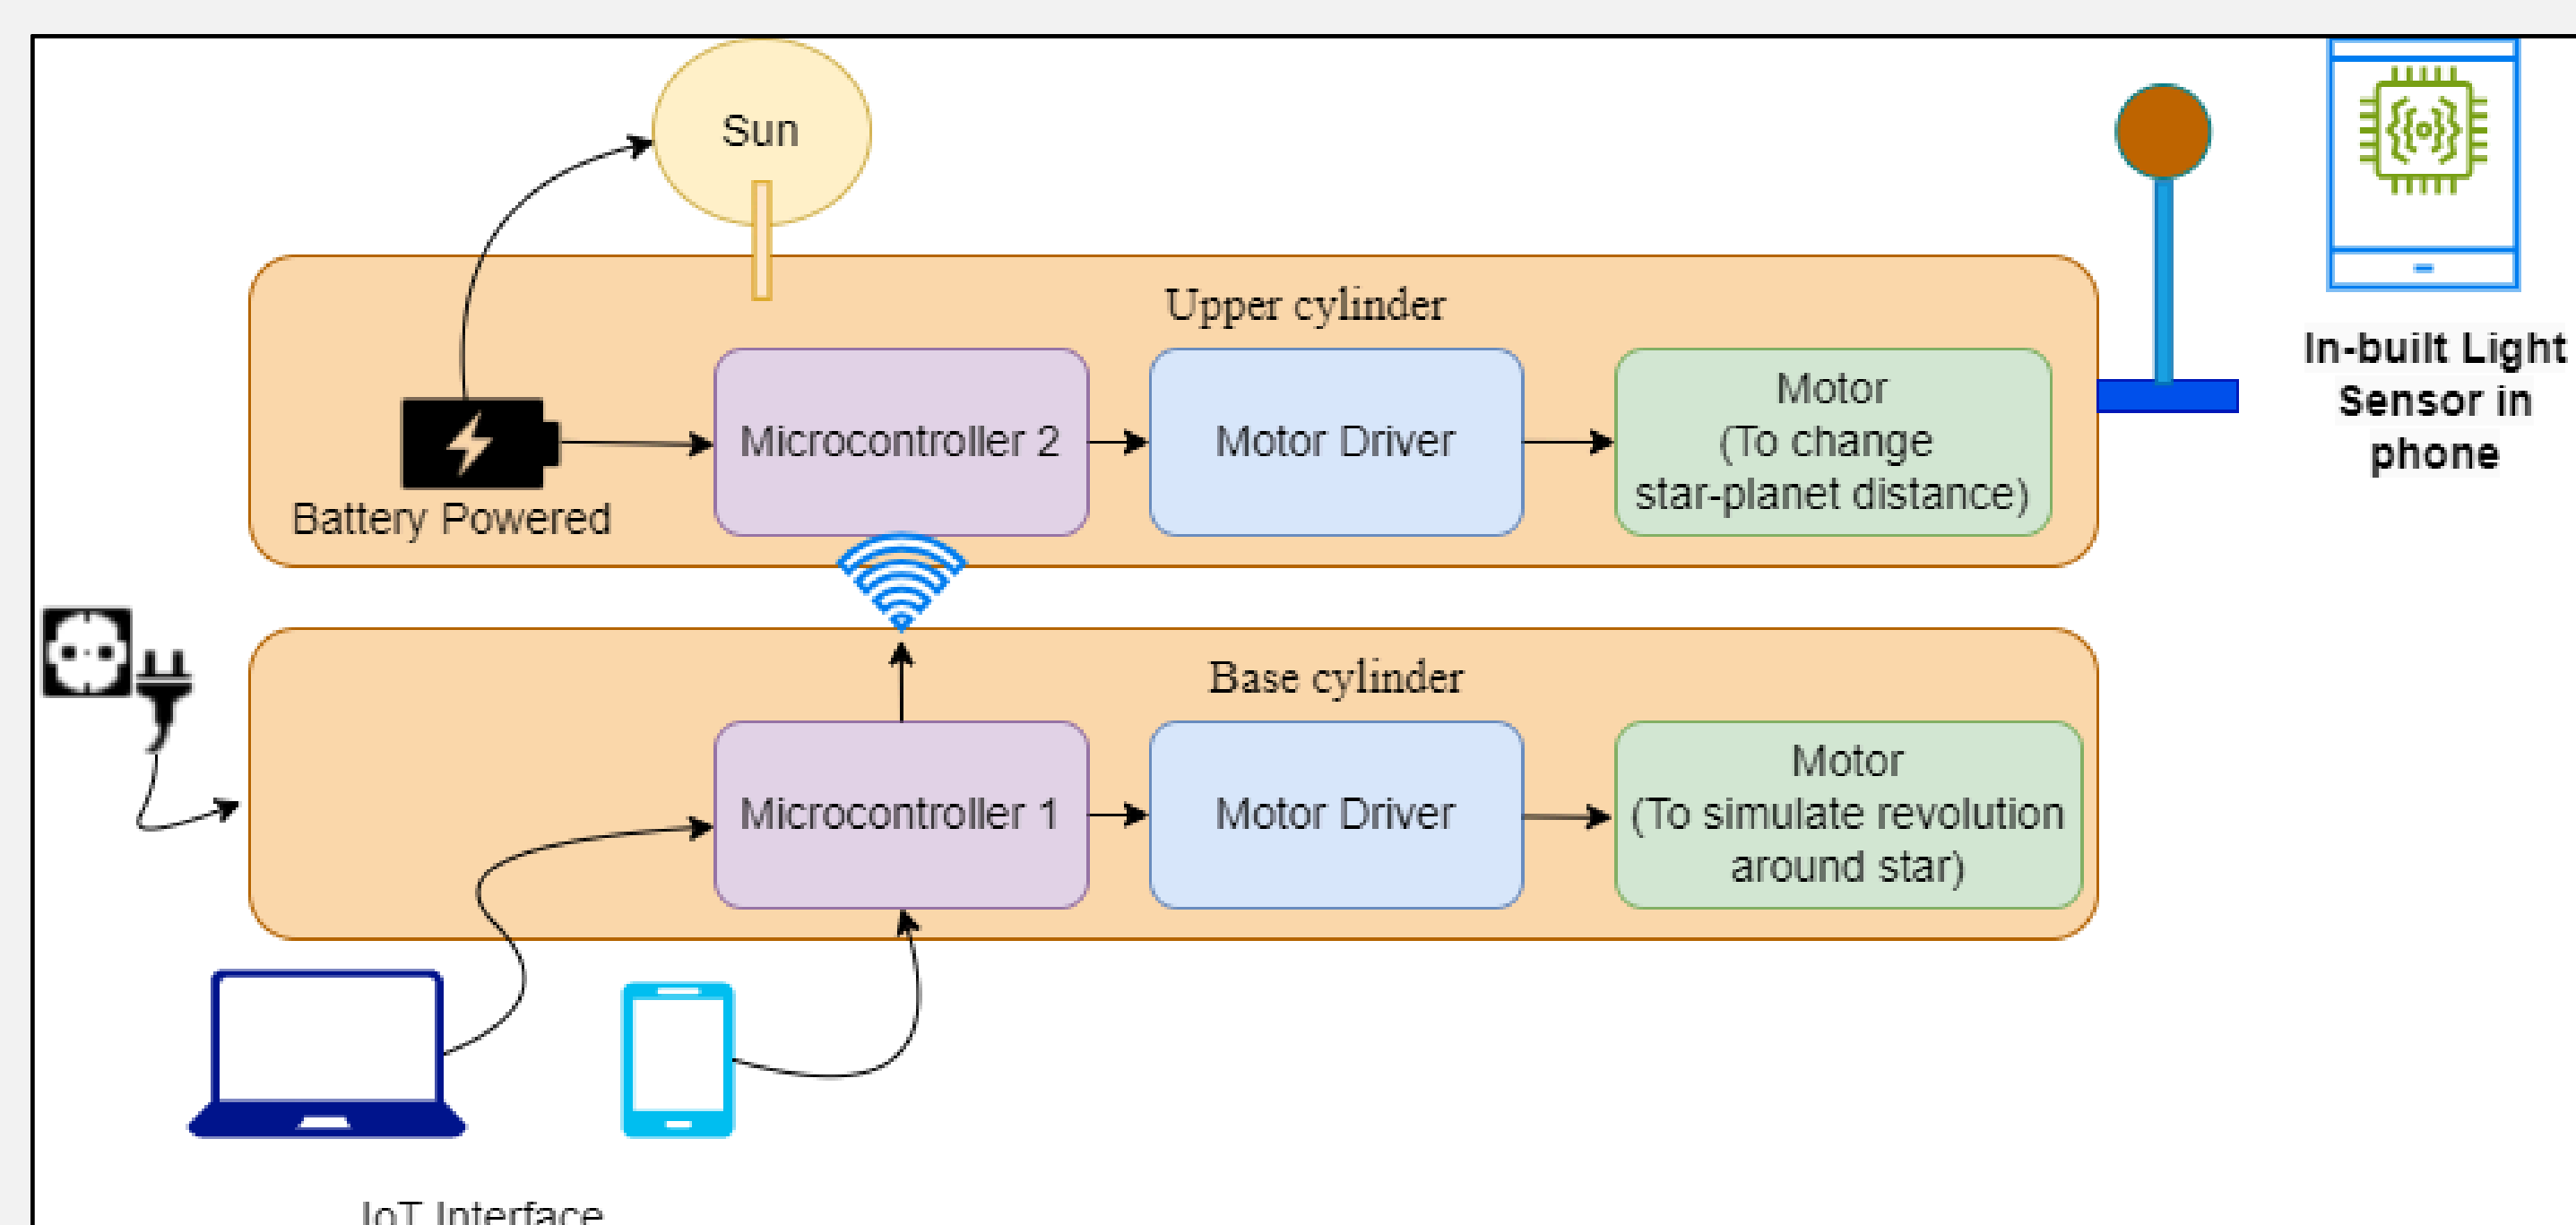 Sun
Upper cylinder
In-built Light
Sensor in
phone
Battery Powered
Microcontroller 2
Motor Driver
Motor
(To change
star-planet distance)
Base cylinder
Microcontroller 1
Motor Driver
Motor
(To simulate revolution
around star)
IoT Interface